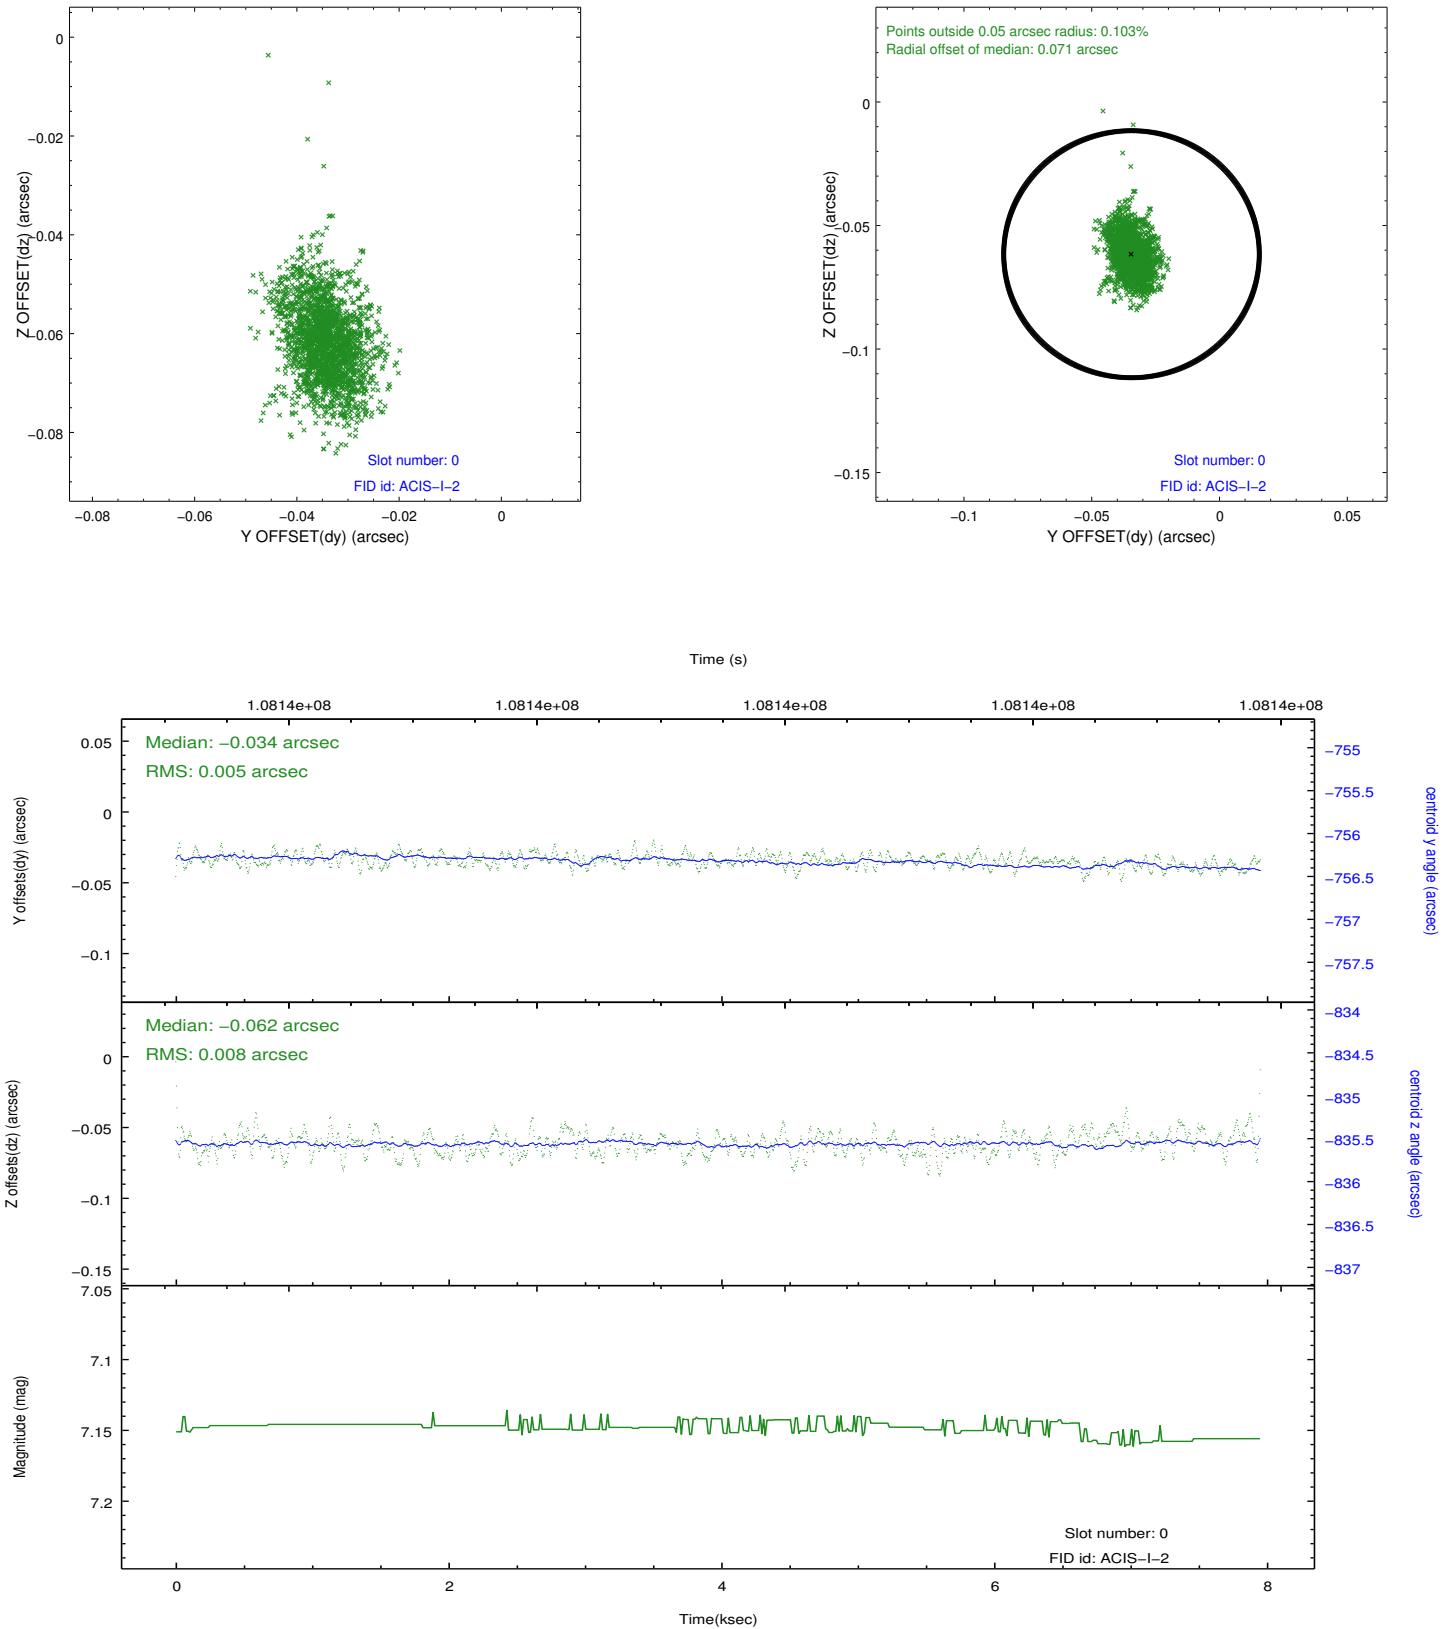 0
−0.02
−0.04
−0.06
−0.08
Z OFFSET(dz) (arcsec)
Slot number: 0
FID id: ACIS−I−2
−0.08
−0.06
−0.04
−0.02
0
Y OFFSET(dy) (arcsec)
Points outside 0.05 arcsec radius: 0.103%
Radial offset of median: 0.071 arcsec
0
−0.05
−0.1
−0.15
Z OFFSET(dz) (arcsec)
Slot number: 0
FID id: ACIS−I−2
−0.1
−0.05
0
0.05
Y OFFSET(dy) (arcsec)
Time (s)
1.0814e+08
1.0814e+08
1.0814e+08
1.0814e+08
1.0814e+08
Median: −0.034 arcsec
RMS: 0.005 arcsec
0.05
0
−0.05
−0.1
Y offsets(dy) (arcsec)
−755
−755.5
−756
−756.5
−757
−757.5
centroid y angle (arcsec)
Median: −0.062 arcsec
RMS: 0.008 arcsec
0
−0.05
−0.1
−0.15
Z offsets(dz) (arcsec)
−834
−834.5
−835
−835.5
−836
−836.5
−837
centroid z angle (arcsec)
7.05
7.1
7.15
7.2
Magnitude (mag)
Slot number: 0
FID id: ACIS−I−2
0
2
4
6
8
Time(ksec)